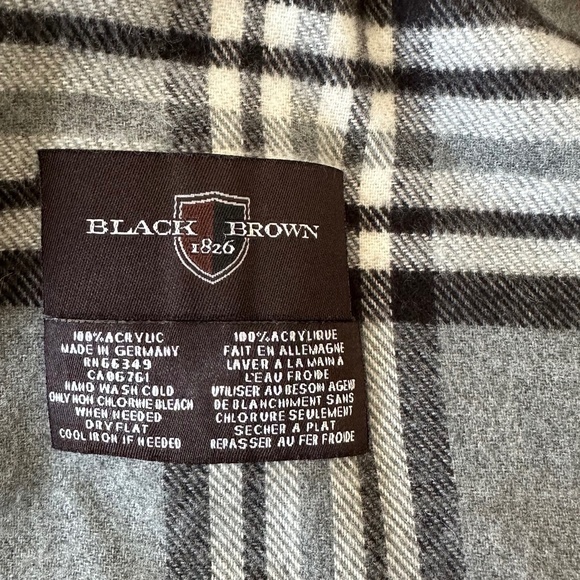 BLACK BROWN
1826
100% ACRYLIC
MADE IN GERMANY
RN66349
CA06761
HAND WASH COLD
ONLY NON CHLORINE BLEACH
WHEN NEEDED
DRY FLAT
COOL IRON IF NEEDED
100% ACRYLIQUE
FAIT EN ALLEMAGNE
LAVER A LA MAIN À
L'EAU FROIDE
UTILISER AU BESOIN AGENT
DE BLANCHIMENT SANS
CHLORURE SEULEMENT
SECHER A PLAT
REPASSER AU FER FROIDE